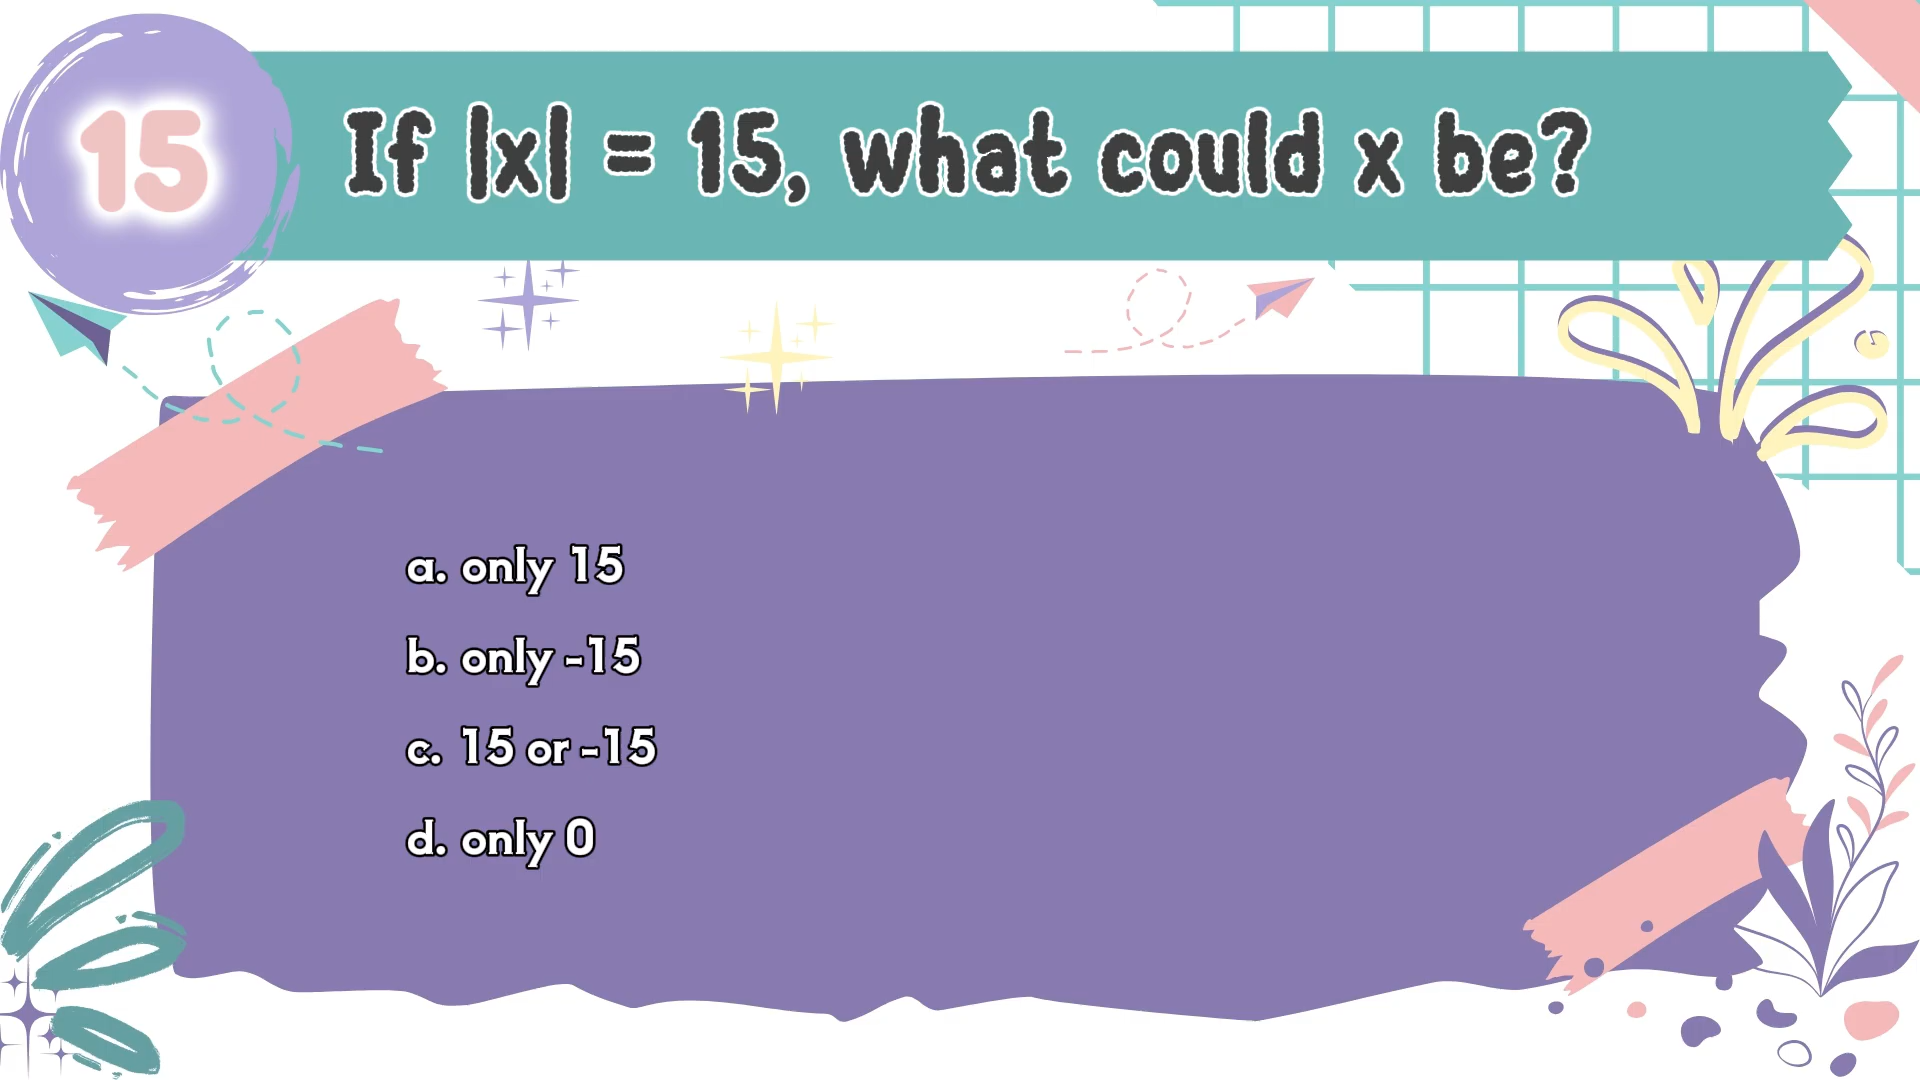 15
If |x| = 15, what could x be?
a. only 15
b. only -15
c. 15 or -15
d. only 0